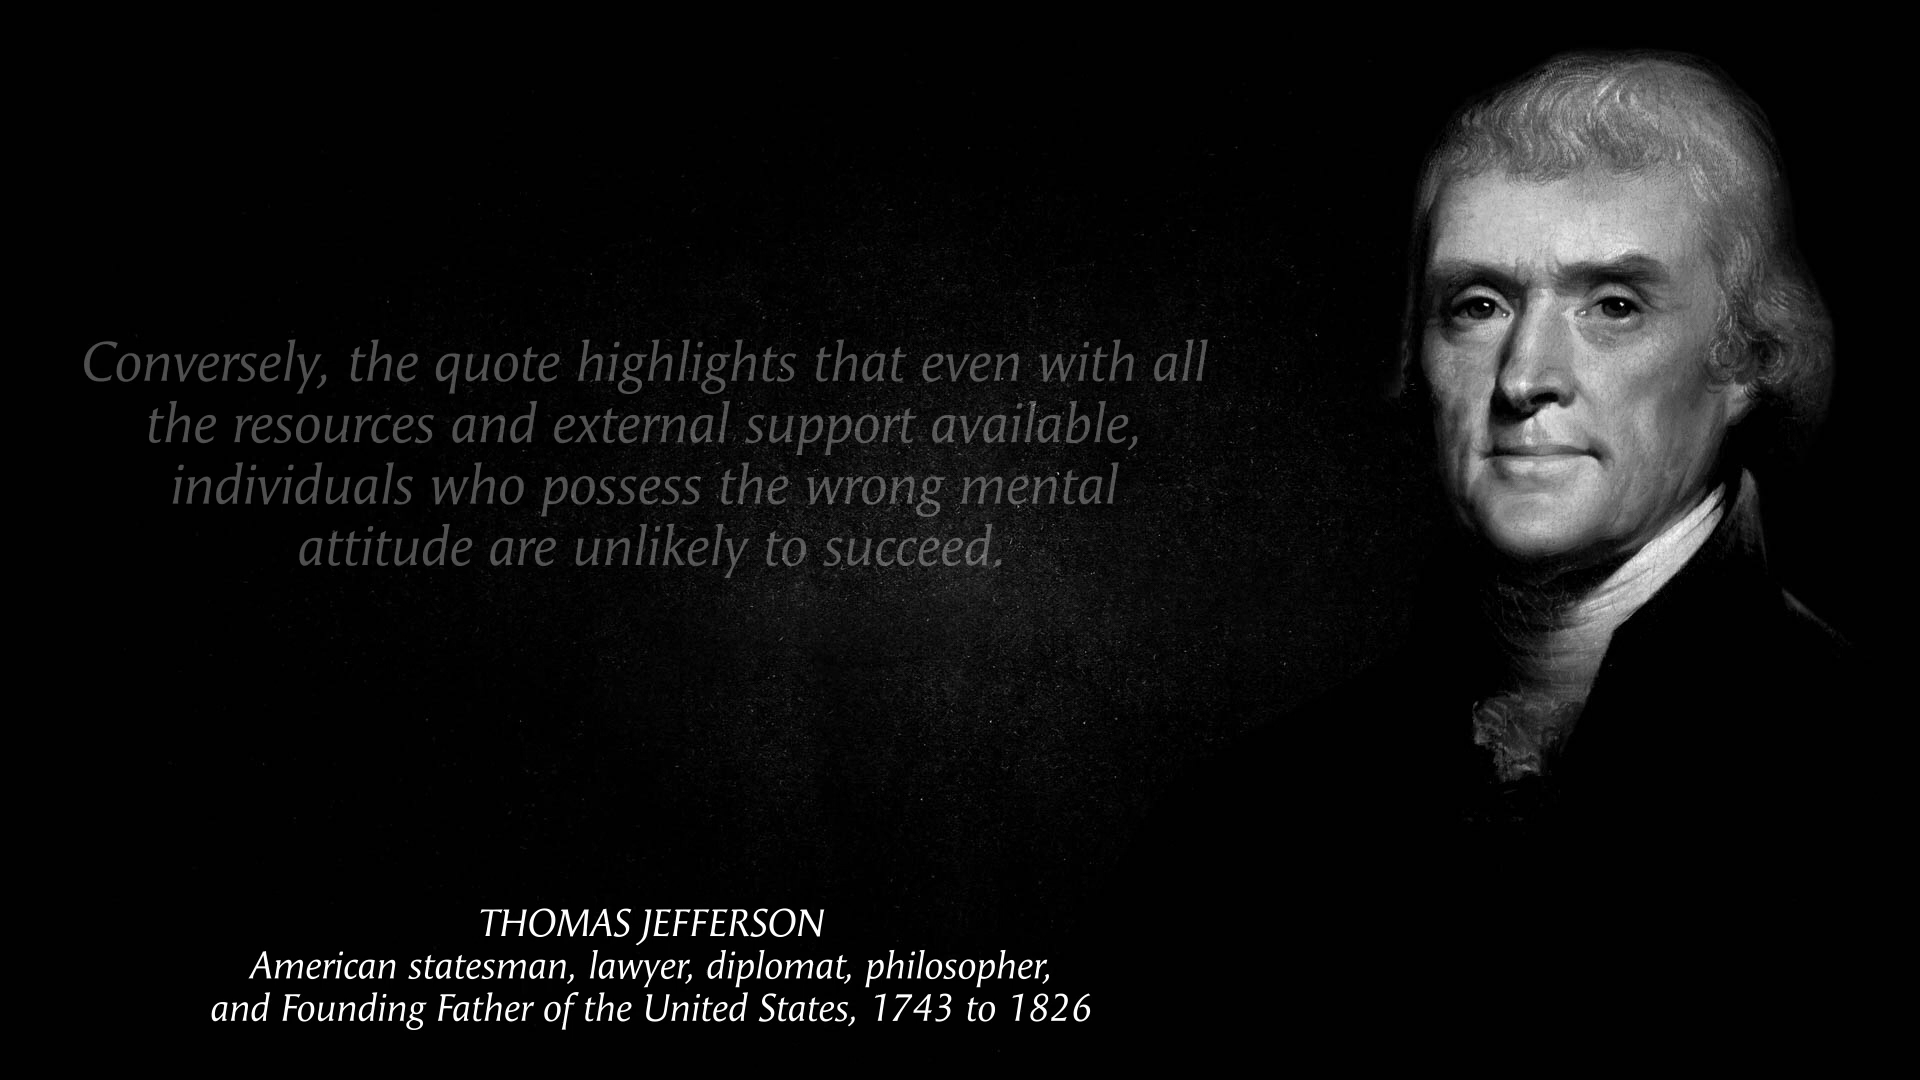 Conversely, the quote highlights that even with all
the resources and external support available,
individuals who possess the wrong mental
attitude are unlikely to succeed.
THOMAS JEFFERSON
American statesman, lawyer, diplomat, philosopher,
and Founding Father of the United States, 1743 to 1826